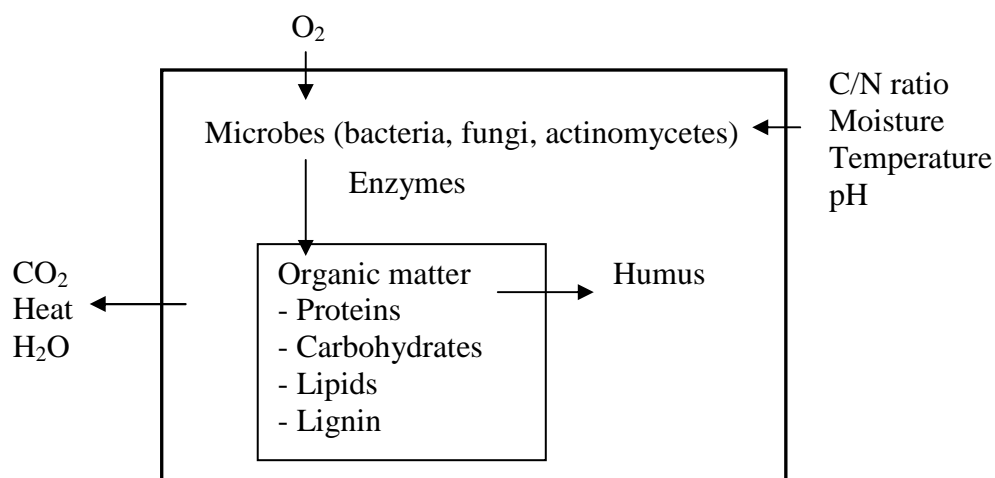 O₂
C/N ratio
Moisture
Temperature
pH
Microbes (bacteria, fungi, actinomycetes)
Enzymes
Organic matter
- Proteins
- Carbohydrates
- Lipids
- Lignin
Humus
CO₂
Heat
H₂O